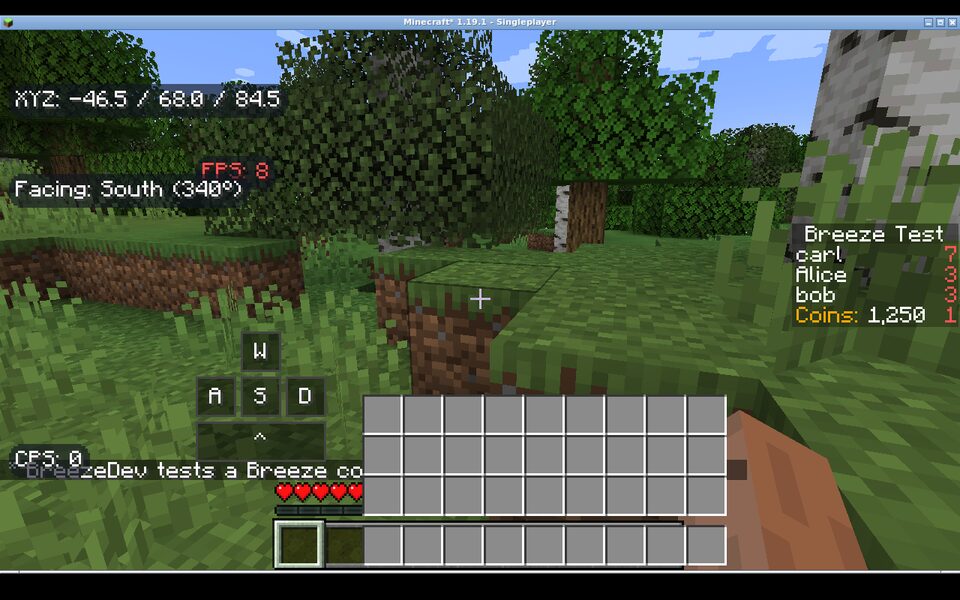 Minecraft* 1.19.1 - Singleplayer
XYZ: -46.5 / 68.0 / 84.5
FPS: 8
Facing: South (340°)
Breeze Test
carl 7
Alice 3
bob 3
Coins: 1,250 1
W
A S D
^
CPS: 0
BreezeDev tests a Breeze co